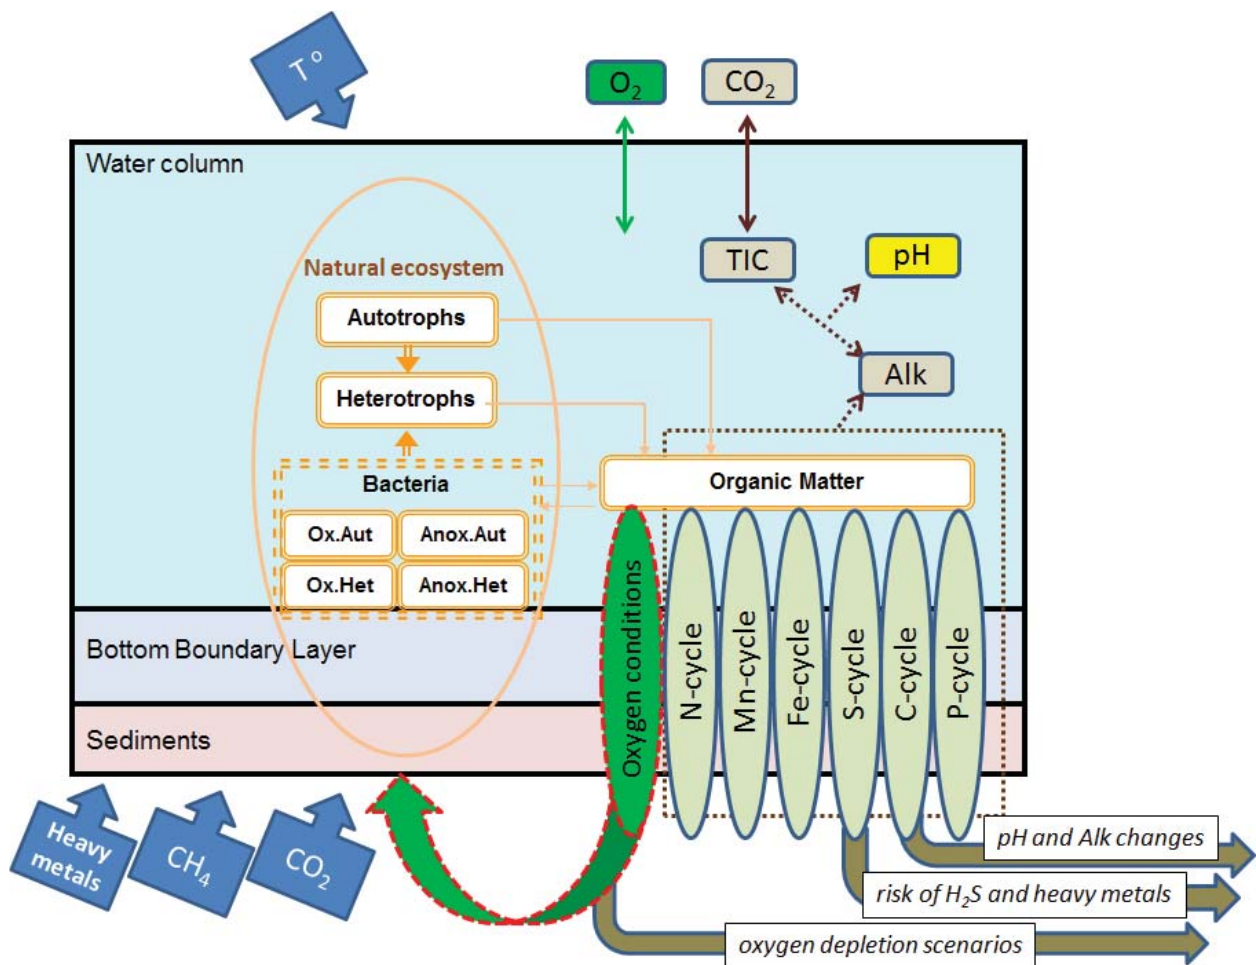 T°
O₂
CO₂
Water column
TIC
pH
Natural ecosystem
Autotrophs
Alk
Heterotrophs
Bacteria
Organic Matter
Ox.Aut
Anox.Aut
Ox.Het
Anox.Het
Oxygen conditions
N-cycle
Mn-cycle
Fe-cycle
S-cycle
C-cycle
P-cycle
Bottom Boundary Layer
Sediments
Heavy
metals
CH₄
CO₂
pH and Alk changes
risk of H₂S and heavy metals
oxygen depletion scenarios